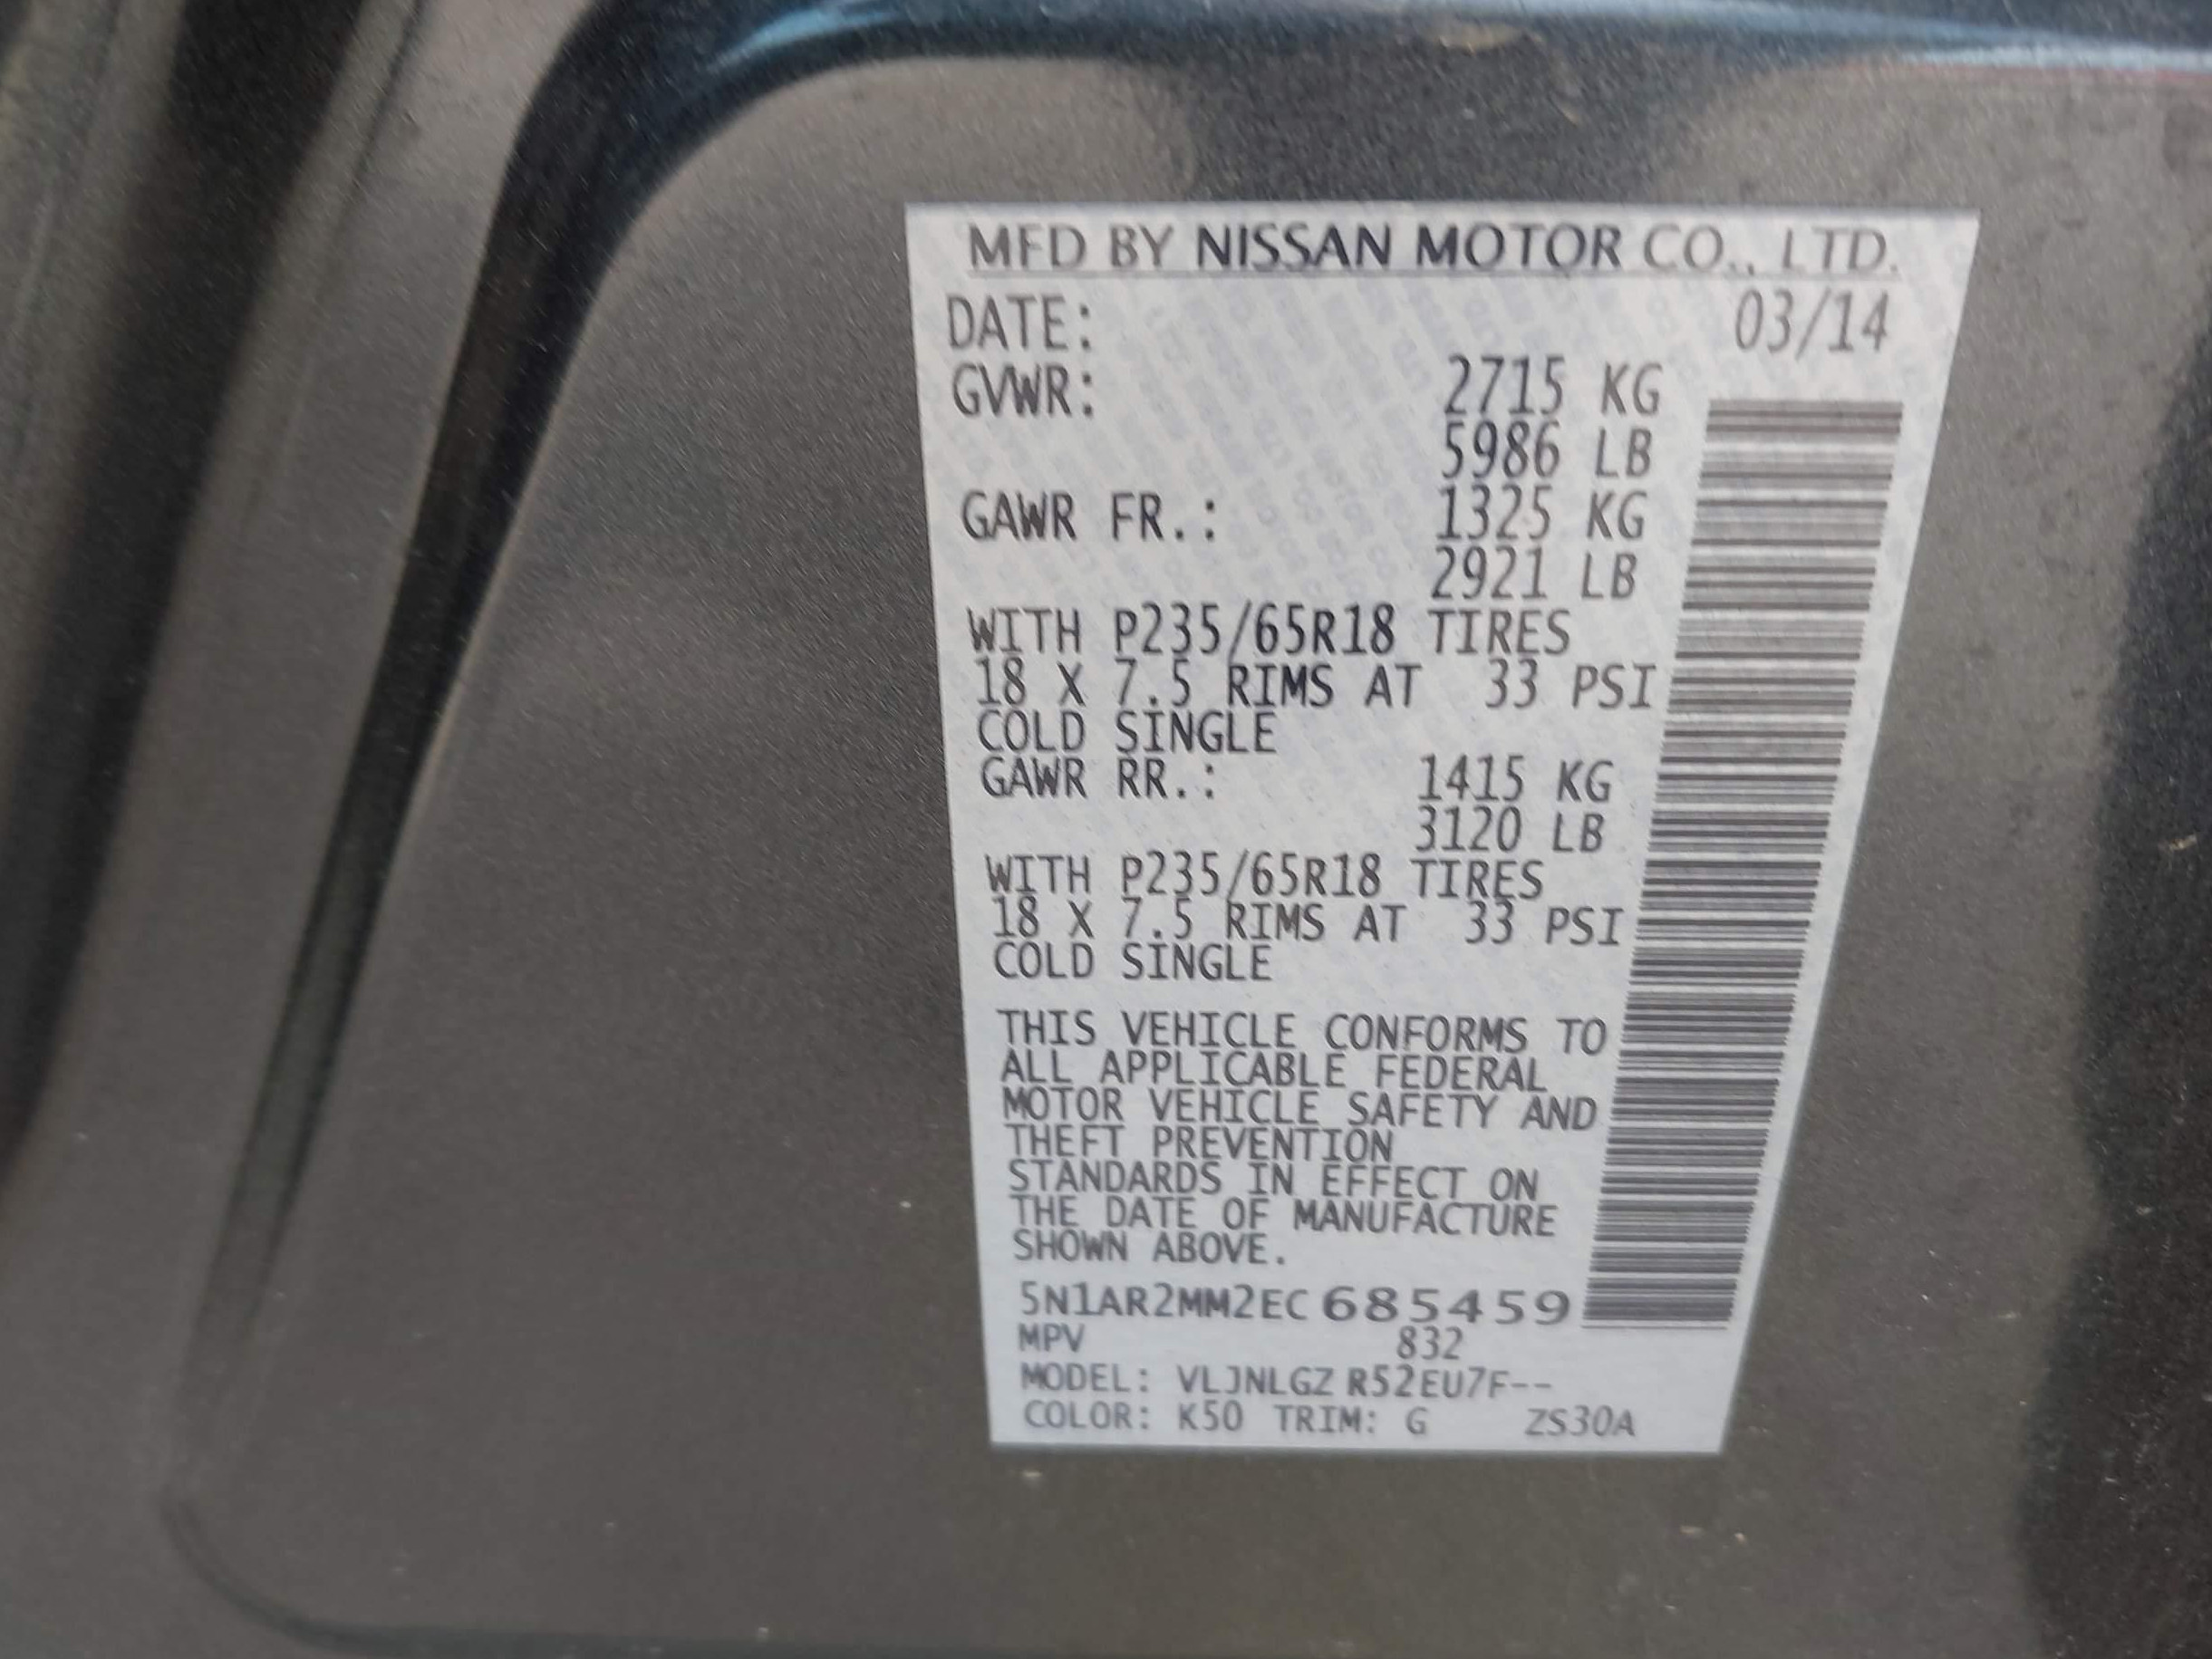 MFD BY NISSAN MOTOR CO., LTD.
DATE: 03/14
GVWR: 2715 KG
5986 LB
GAWR FR.: 1325 KG
2921 LB
WITH P235/65R18 TIRES
18 X 7.5 RIMS AT 33 PSI
COLD SINGLE
GAWR RR.: 1415 KG
3120 LB
WITH P235/65R18 TIRES
18 X 7.5 RIMS AT 33 PSI
COLD SINGLE
THIS VEHICLE CONFORMS TO
ALL APPLICABLE FEDERAL
MOTOR VEHICLE SAFETY AND
THEFT PREVENTION
STANDARDS IN EFFECT ON
THE DATE OF MANUFACTURE
SHOWN ABOVE.
5N1AR2MM2EC685459
MPV 832
MODEL: VLJNLGZ R52EU7F--
COLOR: K50 TRIM: G ZS30A